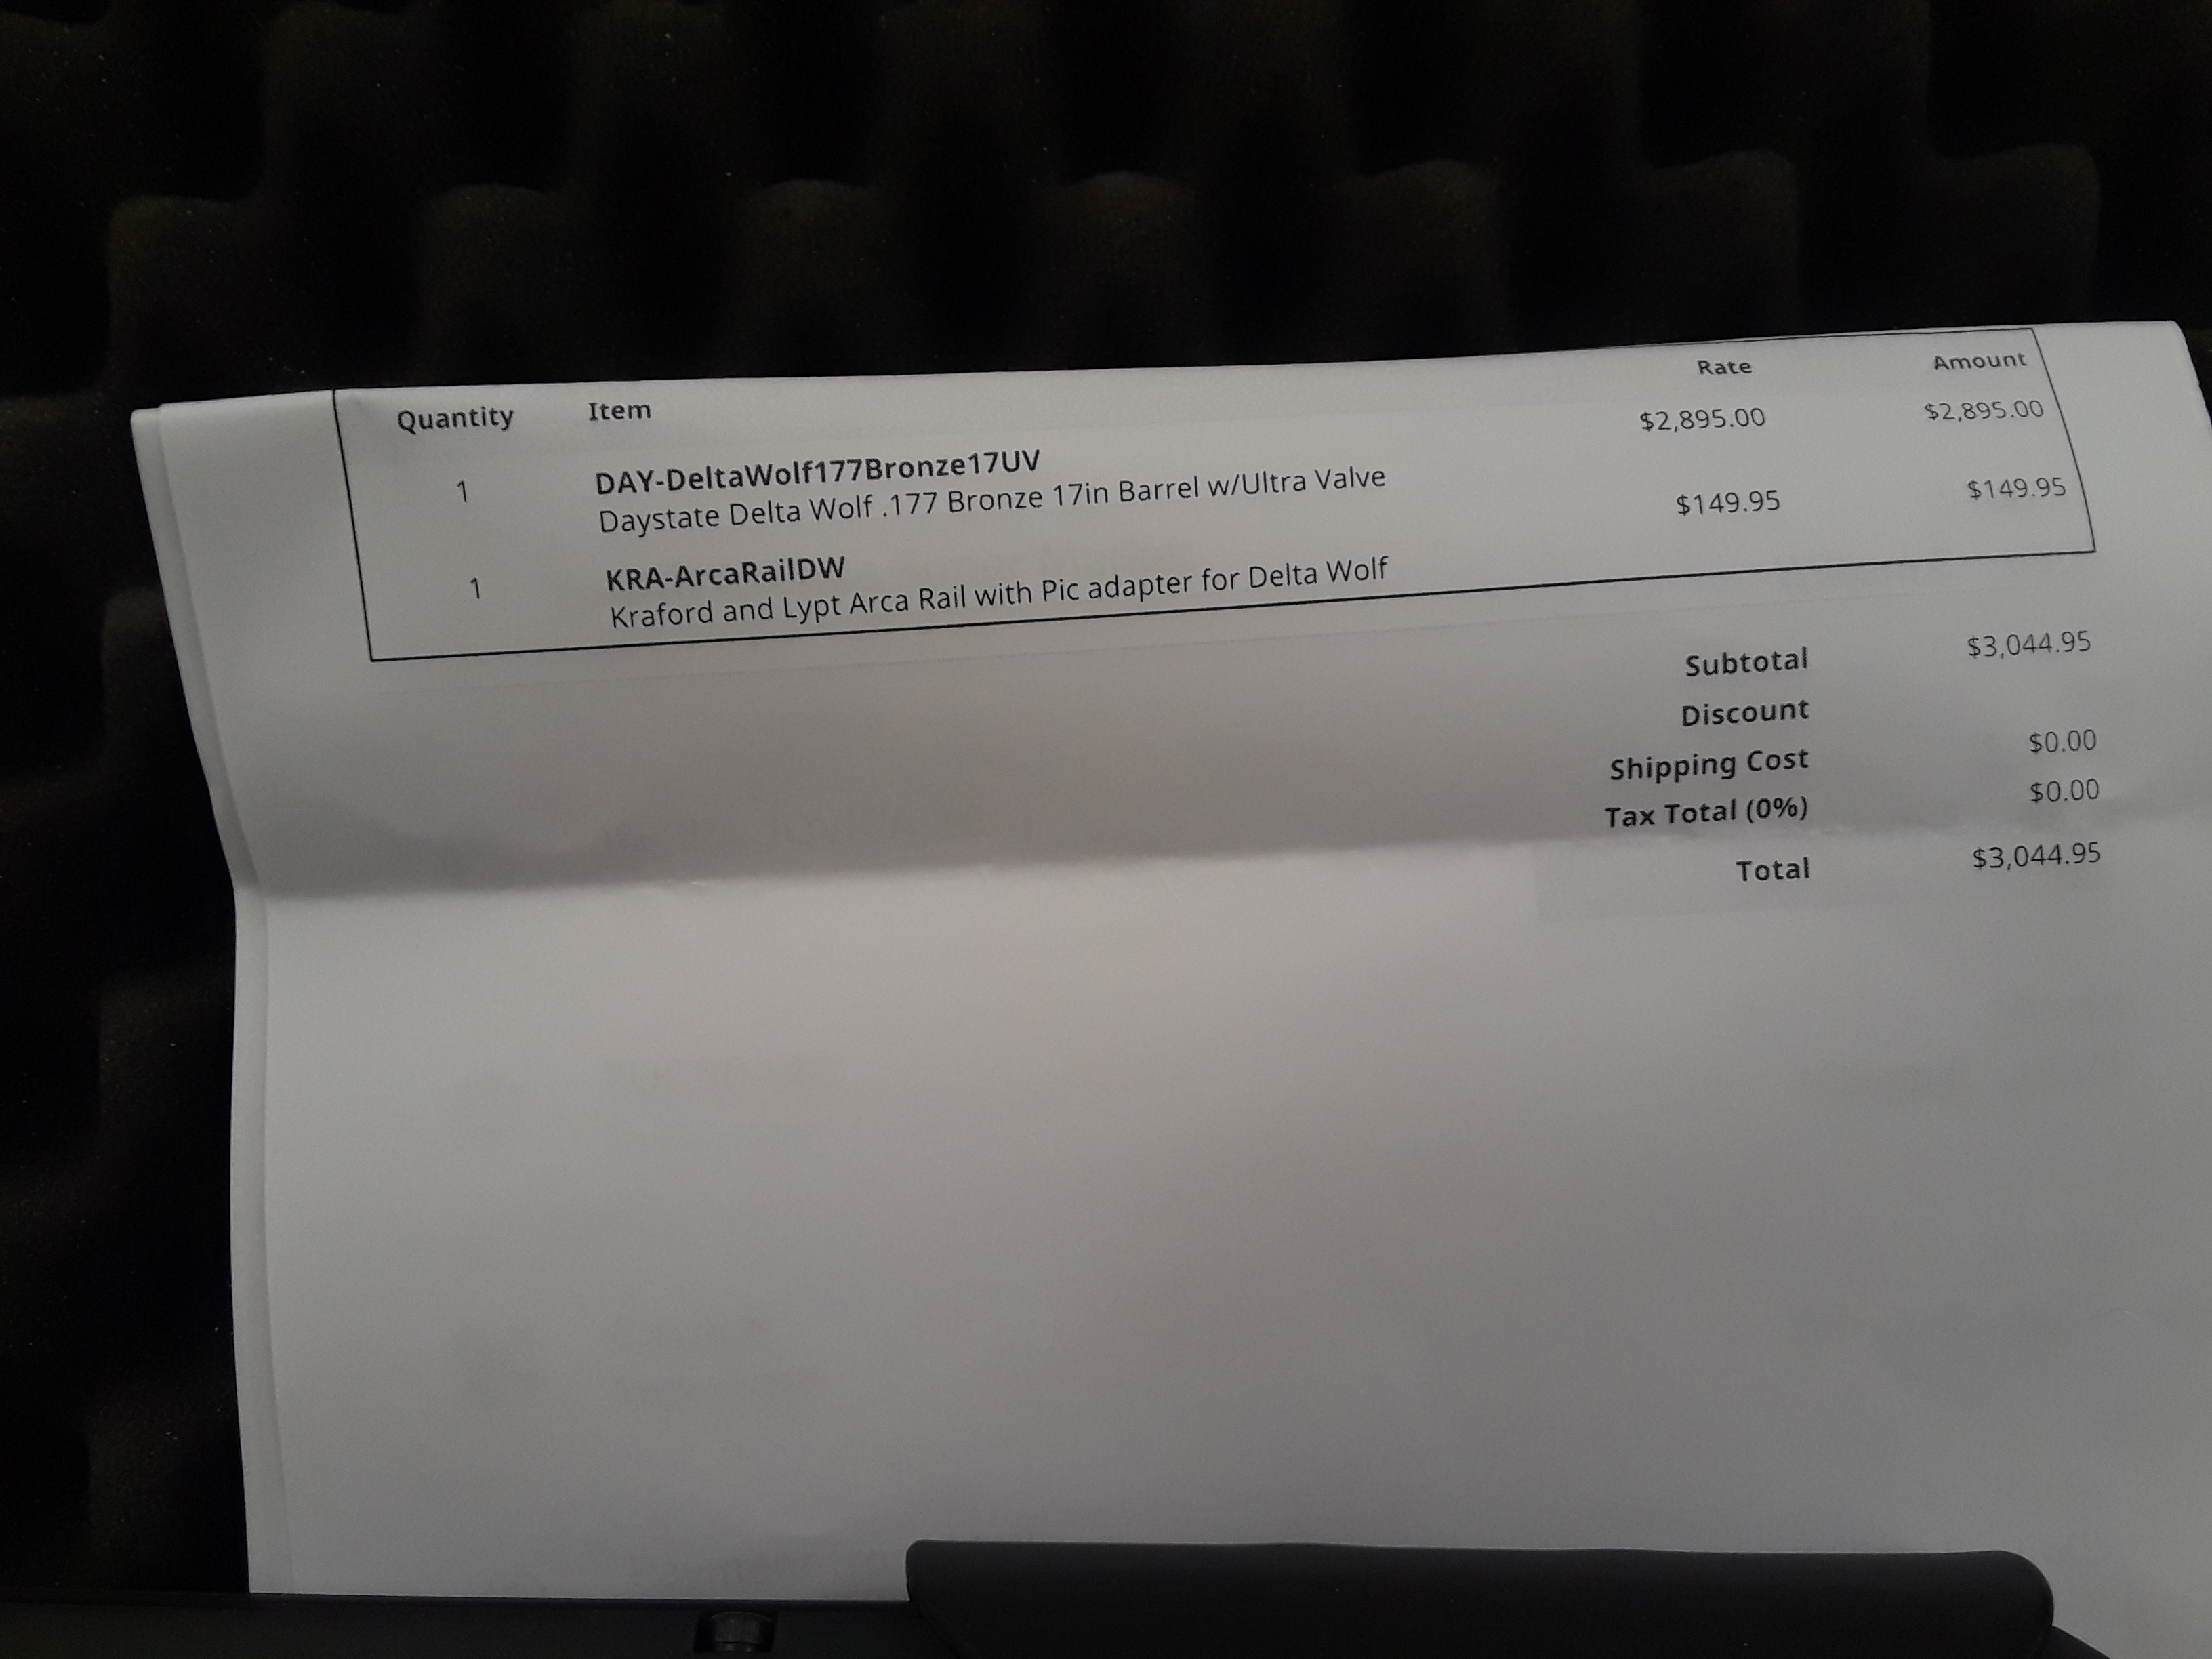 Quantity Item Rate Amount
1 DAY-DeltaWolf177Bronze17UV $2,895.00 $2,895.00
Daystate Delta Wolf .177 Bronze 17in Barrel w/Ultra Valve
1 KRA-ArcaRailDW $149.95 $149.95
Kraford and Lypt Arca Rail with Pic adapter for Delta Wolf
Subtotal $3,044.95
Discount
Shipping Cost $0.00
Tax Total (0%) $0.00
Total $3,044.95